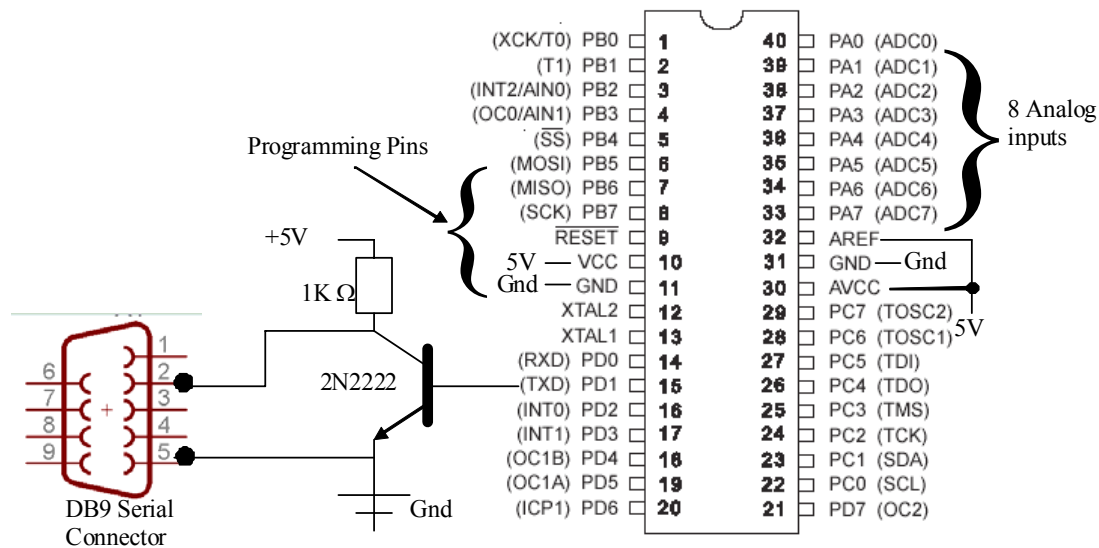 (XCK/T0) PB0 1
(T1) PB1 2
(INT2/AIN0) PB2 3
(OC0/AIN1) PB3 4
(SS) PB4 5
(MOSI) PB5 6
(MISO) PB6 7
(SCK) PB7 8
RESET 9
5V VCC 10
Gnd GND 11
XTAL2 12
XTAL1 13
(RXD) PD0 14
(TXD) PD1 15
(INT0) PD2 16
(INT1) PD3 17
(OC1B) PD4 18
(OC1A) PD5 19
(ICP1) PD6 20
40 PA0 (ADC0)
39 PA1 (ADC1)
38 PA2 (ADC2)
37 PA3 (ADC3)
36 PA4 (ADC4)
35 PA5 (ADC5)
34 PA6 (ADC6)
33 PA7 (ADC7)
32 AREF
31 GND Gnd
30 AVCC
29 PC7 (TOSC2)
5V
28 PC6 (TOSC1)
27 PC5 (TDI)
26 PC4 (TDO)
25 PC3 (TMS)
24 PC2 (TCK)
23 PC1 (SDA)
22 PC0 (SCL)
21 PD7 (OC2)
8 Analog
inputs
Programming Pins
+5V
1K Ω
2N2222
Gnd
1
6
2
7
3
8
4
9
5
DB9 Serial
Connector